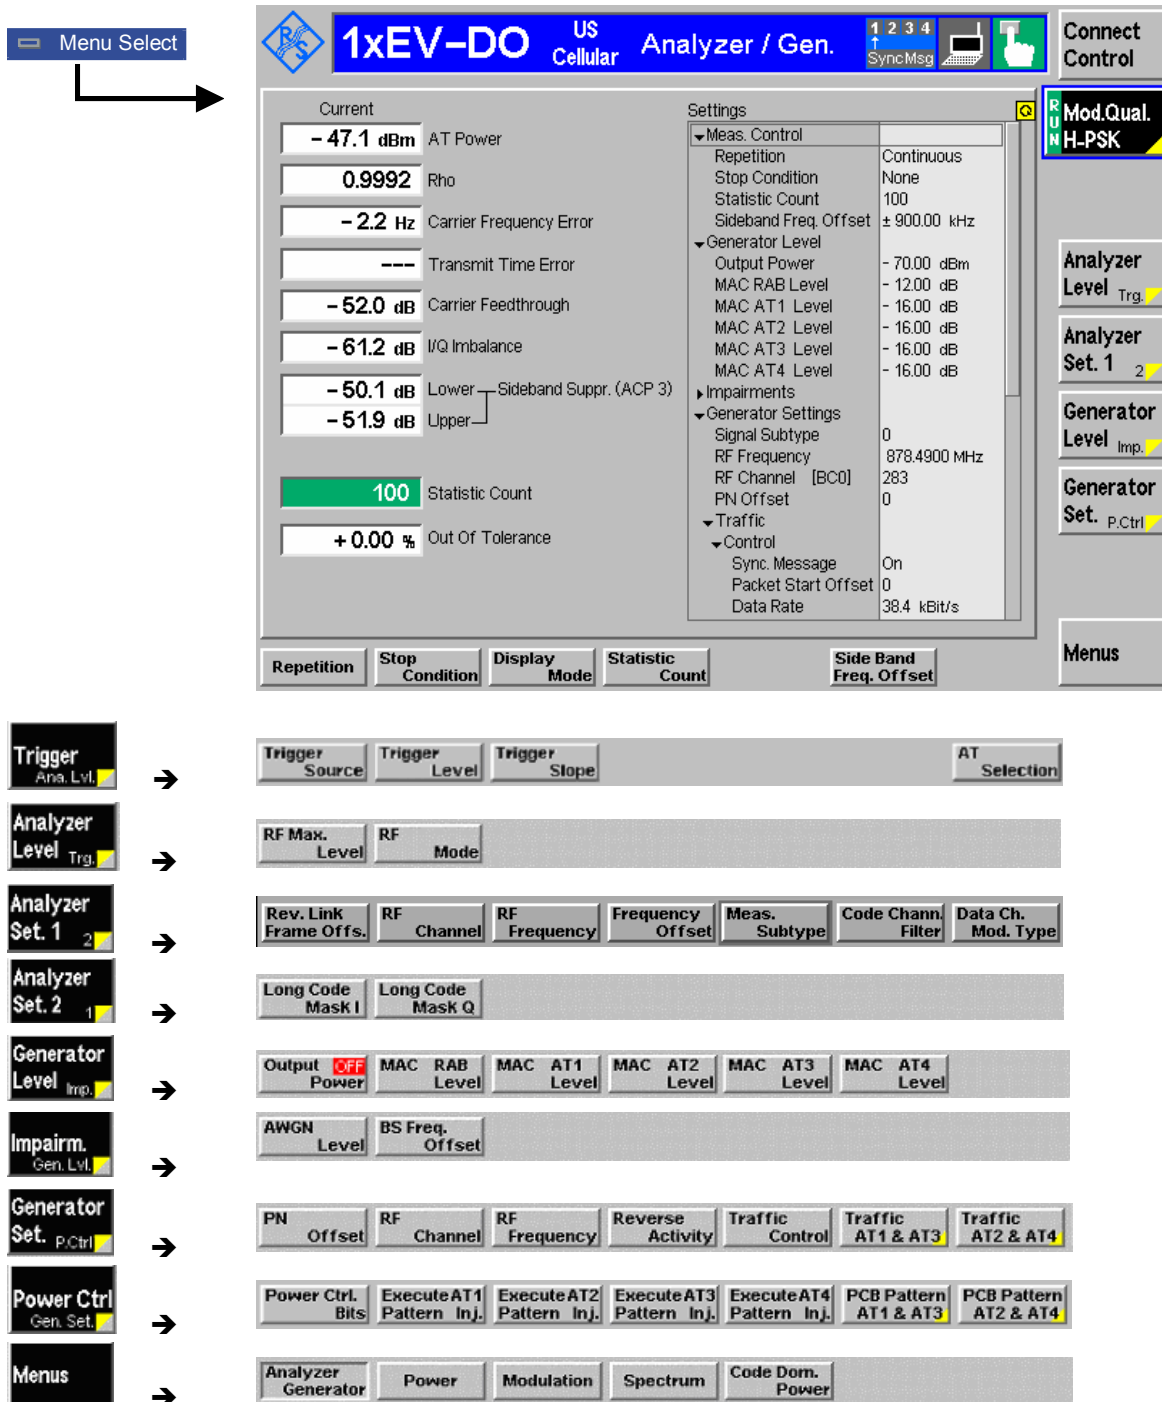 Menu Select
R S
1xEV-DO
US
Cellular
Analyzer / Gen.
1 2 3 4
SyncMsg
Connect
Control
RUN
Mod.Qual.
H-PSK
Analyzer
Level Trg.
Analyzer
Set. 1 2
Generator
Level Imp.
Generator
Set. P.Ctrl
Menus
Current
- 47.1 dBm AT Power
0.9992 Rho
- 2.2 Hz Carrier Frequency Error
--- Transmit Time Error
- 52.0 dB Carrier Feedthrough
- 61.2 dB I/Q Imbalance
- 50.1 dB Lower Sideband Suppr. (ACP 3)
- 51.9 dB Upper
100 Statistic Count
+ 0.00 % Out Of Tolerance
Settings
Q
Meas. Control
Repetition Continuous
Stop Condition None
Statistic Count 100
Sideband Freq. Offset ± 900.00 kHz
Generator Level
Output Power - 70.00 dBm
MAC RAB Level - 12.00 dB
MAC AT1 Level - 16.00 dB
MAC AT2 Level - 16.00 dB
MAC AT3 Level - 16.00 dB
MAC AT4 Level - 16.00 dB
Impairments
Generator Settings
Signal Subtype 0
RF Frequency 878.4900 MHz
RF Channel [BC0] 283
PN Offset 0
Traffic
Control
Sync. Message On
Packet Start Offset 0
Data Rate 38.4 kBit/s
Repetition
Stop Condition
Display Mode
Statistic Count
Side Band Freq. Offset
Trigger
Ana. Lvl.
Trigger Source
Trigger Level
Trigger Slope
AT Selection
Analyzer
Level Trg.
RF Max. Level
RF Mode
Analyzer
Set. 1 2
Rev. Link Frame Offs.
RF Channel
RF Frequency
Frequency Offset
Meas. Subtype
Code Chann. Filter
Data Ch. Mod. Type
Analyzer
Set. 2 1
Long Code Mask I
Long Code Mask Q
Generator
Level Imp.
Output OFF Power
MAC RAB Level
MAC AT1 Level
MAC AT2 Level
MAC AT3 Level
MAC AT4 Level
Impairm.
Gen. Lvl.
AWGN Level
BS Freq. Offset
Generator
Set. P.Ctrl
PN Offset
RF Channel
RF Frequency
Reverse Activity
Traffic Control
Traffic AT1 & AT3
Traffic AT2 & AT4
Power Ctrl
Gen. Set.
Power Ctrl. Bits
Execute AT1 Pattern Inj.
Execute AT2 Pattern Inj.
Execute AT3 Pattern Inj.
Execute AT4 Pattern Inj.
PCB Pattern AT1 & AT3
PCB Pattern AT2 & AT4
Menus
Analyzer Generator
Power
Modulation
Spectrum
Code Dom. Power